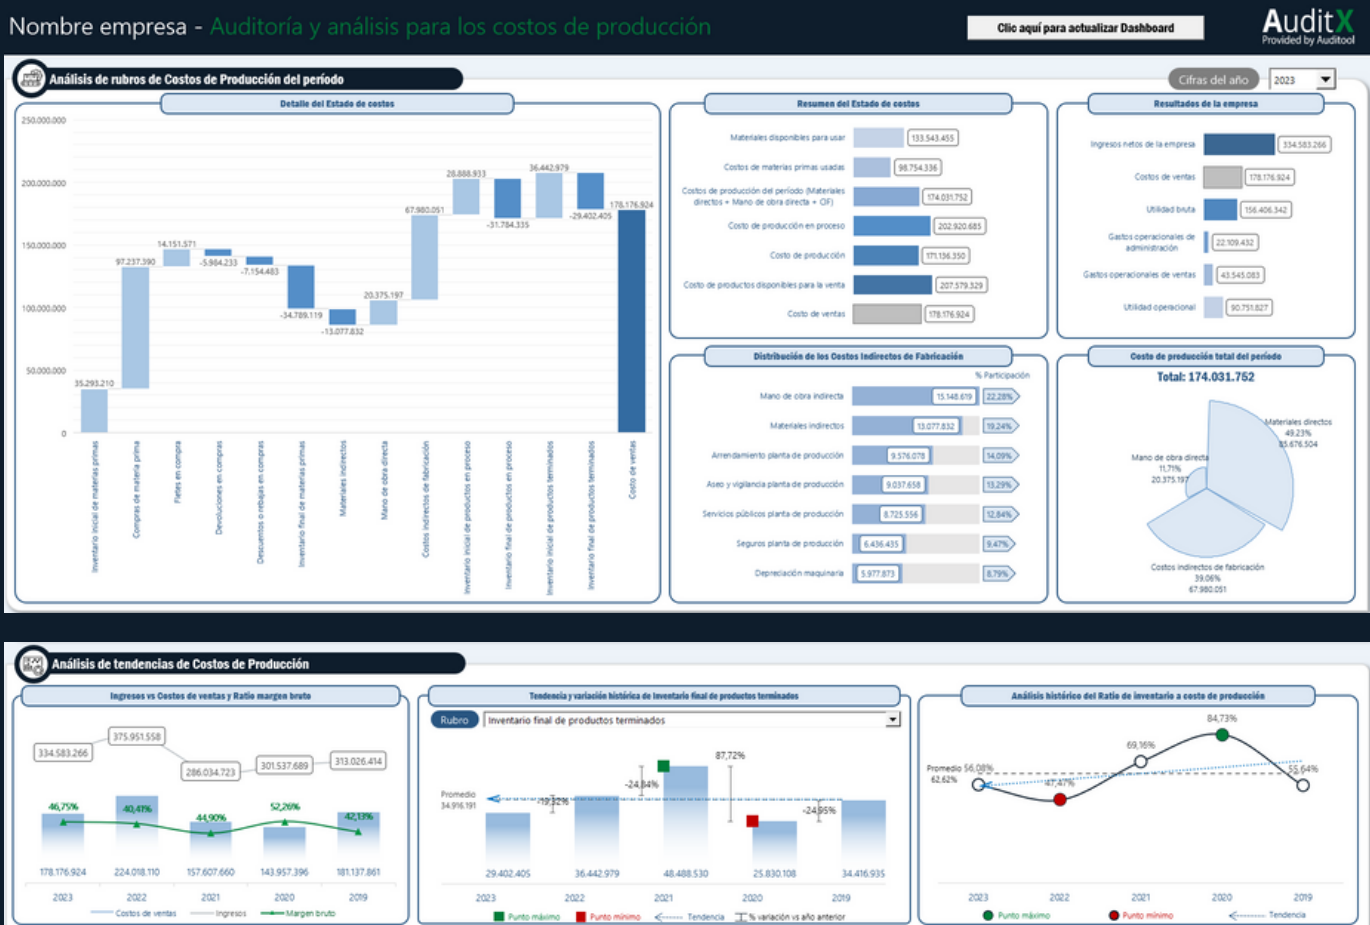 Nombre empresa - Auditoría y análisis para los costos de producción
Clic aquí para actualizar Dashboard
AuditX
Provided by Auditool
Análisis de rubros de Costos de Producción del período
Cifras del año
2023
Detalle del Estado de costos
250.000.000
200.000.000
150.000.000
100.000.000
50.000.000
0
35.293.210
97.237.390
14.151.571
-5.984.233
-7.154.483
-34.789.119
-13.077.832
20.375.197
67.980.051
28.888.933
-31.784.335
36.442.979
-29.402.405
178.176.924
Inventario inicial de materias primas
Compras de materia prima
Fletes en compra
Devoluciones en compras
Descuentos o rebajas en compras
Inventario final de materias primas
Materiales indirectos
Mano de obra directa
Costos indirectos de fabricación
Inventario inicial de productos en proceso
Inventario final de productos en proceso
Inventario inicial de productos terminados
Inventario final de productos terminados
Costo de ventas
Resumen del Estado de costos
Materiales disponibles para usar
133.543.455
Costos de materias primas usadas
98.754.336
Costos de producción del período (Materiales
directos + Mano de obra directa + CIF)
174.031.752
Costo de producción en proceso
202.920.685
Costo de producción
171.136.350
Costo de productos disponibles para la venta
207.579.329
Costo de ventas
178.176.924
Resultados de la empresa
Ingresos netos de la empresa
334.583.266
Costos de ventas
178.176.924
Utilidad bruta
156.406.342
Gastos operacionales de
administración
22.109.432
Gastos operacionales de ventas
43.545.083
Utilidad operacional
90.751.827
Distribución de los Costos Indirectos de Fabricación
% Participación
Mano de obra indirecta
15.148.619
22,28%
Materiales indirectos
13.077.832
19,24%
Arrendamiento planta de producción
9.576.078
14,09%
Aseo y vigilancia planta de producción
9.037.658
13,29%
Servicios públicos planta de producción
8.725.556
12,84%
Seguros planta de producción
6.436.435
9,47%
Depreciación maquinaria
5.977.873
8,79%
Costo de producción total del período
Total: 174.031.752
Materiales directos
49,23%
85.676.504
Mano de obra directa
11,71%
20.375.197
Costos indirectos de fabricación
39,06%
67.980.051
Análisis de tendencias de Costos de Producción
Ingresos vs Costos de ventas y Ratio margen bruto
334.583.266
375.951.558
286.034.723
301.537.689
313.026.414
46,75%
40,41%
44,90%
52,26%
42,13%
178.176.924
224.018.110
157.607.660
143.957.396
181.137.861
2023
2022
2021
2020
2019
Costos de ventas
Ingresos
Margen bruto
Tendencia y variación histórica de Inventario final de productos terminados
Rubro
Inventario final de productos terminados
Promedio
34.916.191
-19,32%
-24,84%
87,72%
-24,95%
29.402.405
36.442.979
48.488.530
25.830.108
34.416.935
2023
2022
2021
2020
2019
Punto máximo
Punto mínimo
Tendencia
% variación vs año anterior
Análisis histórico del Ratio de inventario a costo de producción
Promedio
62,62%
56,08%
47,47%
69,16%
84,73%
55,64%
2023
2022
2021
2020
2019
Punto máximo
Punto mínimo
Tendencia